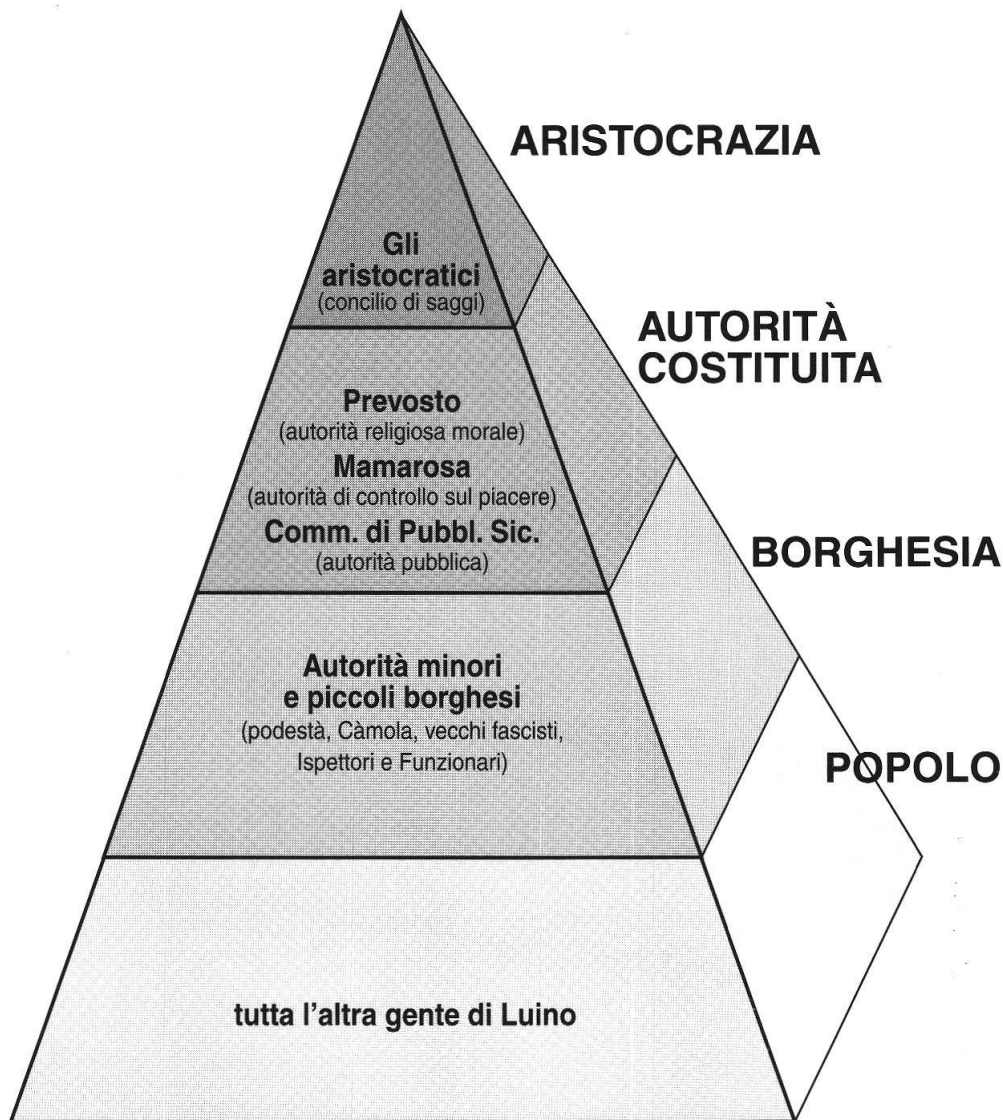 ARISTOCRAZIA
Gli
aristocratici
(concilio di saggi)
AUTORITÀ
COSTITUITA
Prevosto
(autorità religiosa morale)
Mamarosa
(autorità di controllo sul piacere)
Comm. di Pubbl. Sic.
(autorità pubblica)
BORGHESIA
Autorità minori
e piccoli borghesi
(podestà, Càmola, vecchi fascisti,
Ispettori e Funzionari)
POPOLO
tutta l'altra gente di Luino